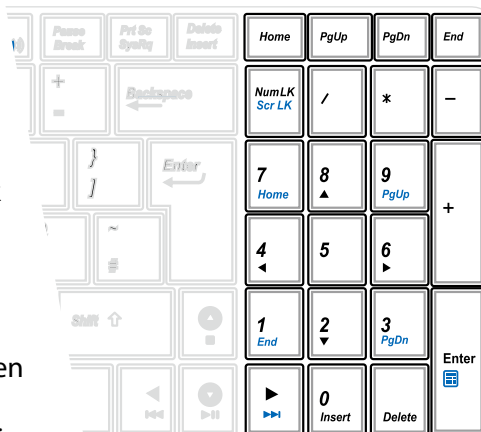 Pause Prt Sc Delete Home PgUp PgDn End
Break SysRq Insert
+ Backspace NumLK / * −
= Scr LK
} Enter 7 8 9 +
] Home PgUp
~ 4 5 6
#
Shift 1 2 3 Enter
End PgDn
en
0
Insert Delete